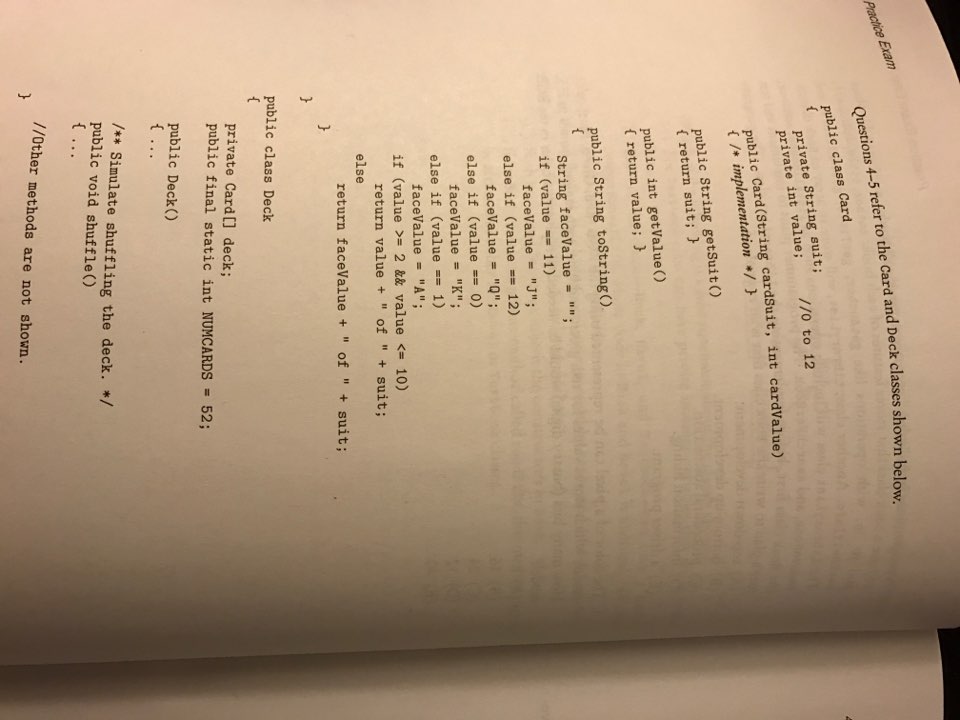 Practice Exam
Questions 4–5 refer to the Card and Deck classes shown below.
public class Card
{
private String suit;
private int value; //0 to 12
public Card(String cardSuit, int cardValue)
{ /* implementation */ }
public String getSuit()
{ return suit; }
public int getValue()
{ return value; }
public String toString()
{
String faceValue = "";
if (value == 11)
faceValue = "J";
else if (value == 12)
faceValue = "Q";
else if (value == 0)
faceValue = "K";
else if (value == 1)
faceValue = "A";
if (value >= 2 && value <= 10)
return value + " of " + suit;
else
return faceValue + " of " + suit;
}
}
public class Deck
{
private Card[] deck;
public final static int NUMCARDS = 52;
public Deck()
{ ...
/** Simulate shuffling the deck. */
public void shuffle()
{ ...
//Other methods are not shown.
}